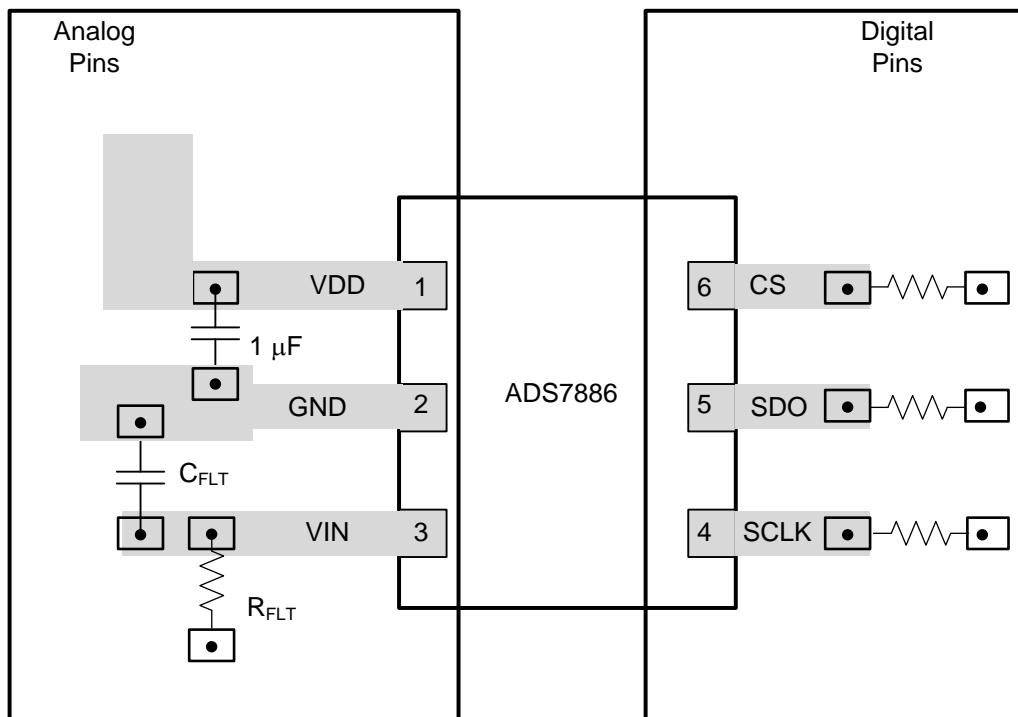 Analog
Pins
Digital
Pins
VDD
1
6
CS
1 μF
GND
2
ADS7886
5
SDO
CFLT
VIN
3
4
SCLK
RFLT